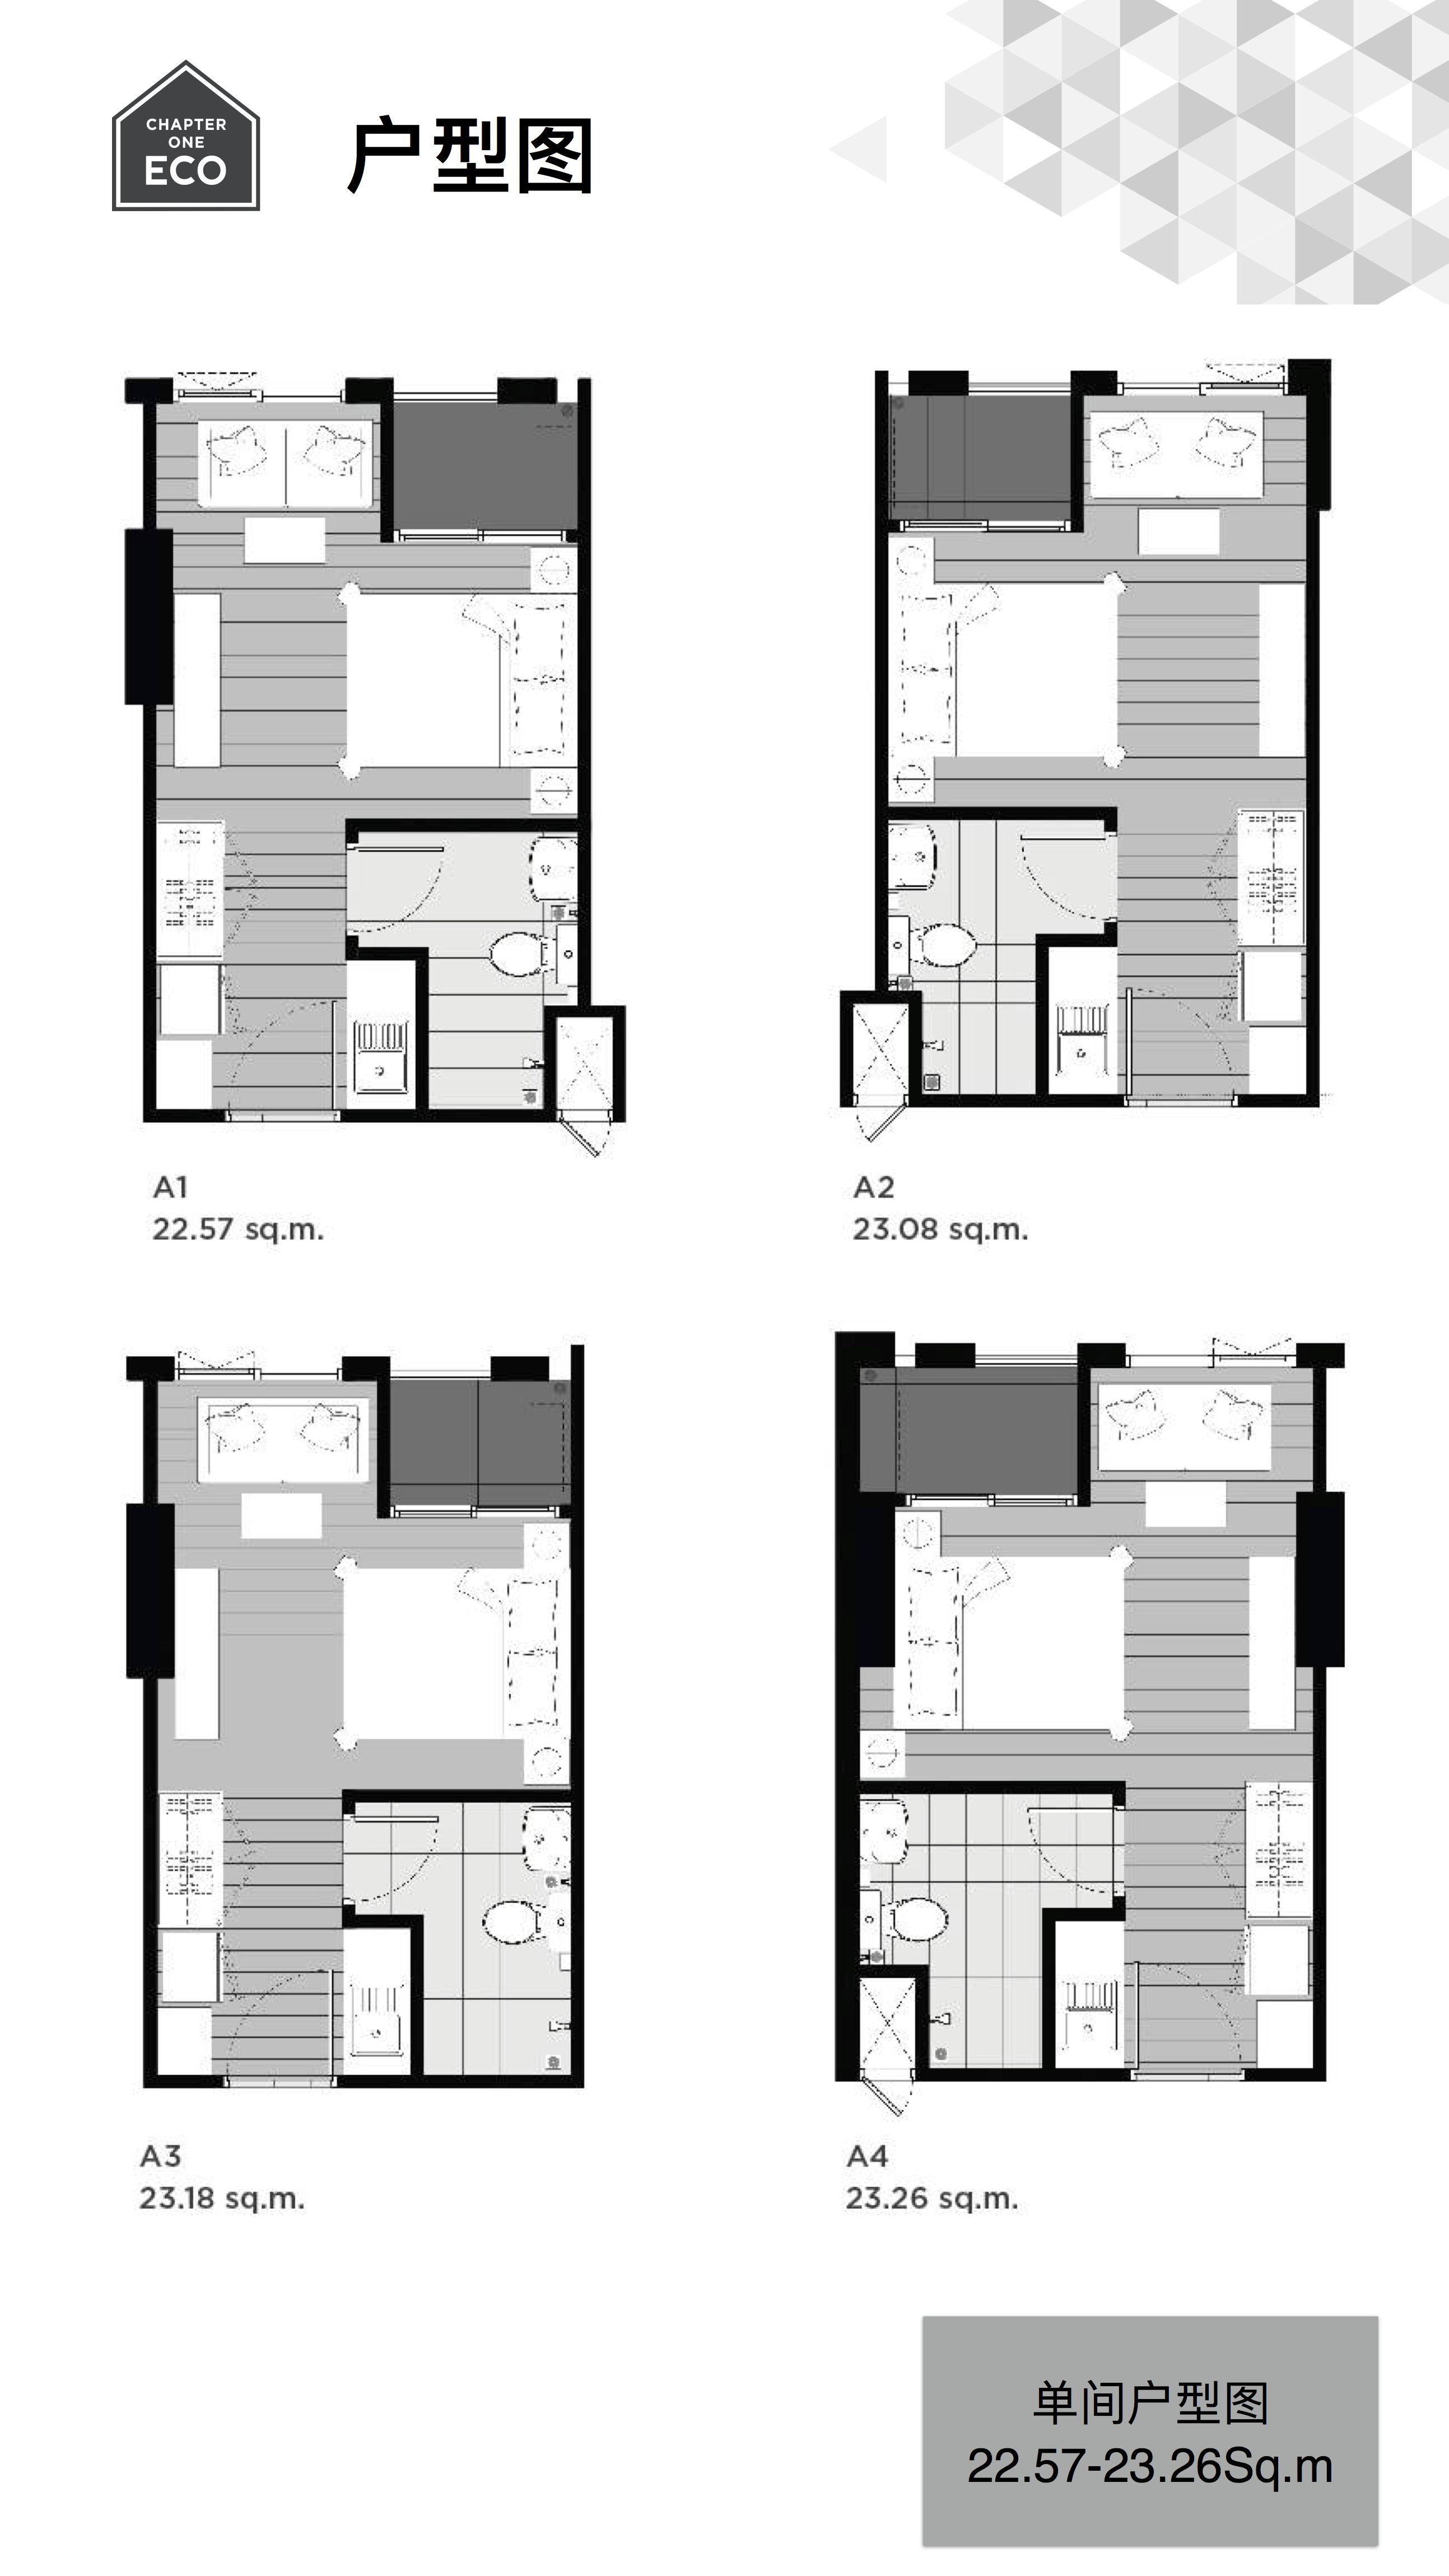 CHAPTER
ONE
ECO
户型图
A1
22.57 sq.m.
A2
23.08 sq.m.
A3
23.18 sq.m.
A4
23.26 sq.m.
单间户型图
22.57-23.26Sq.m